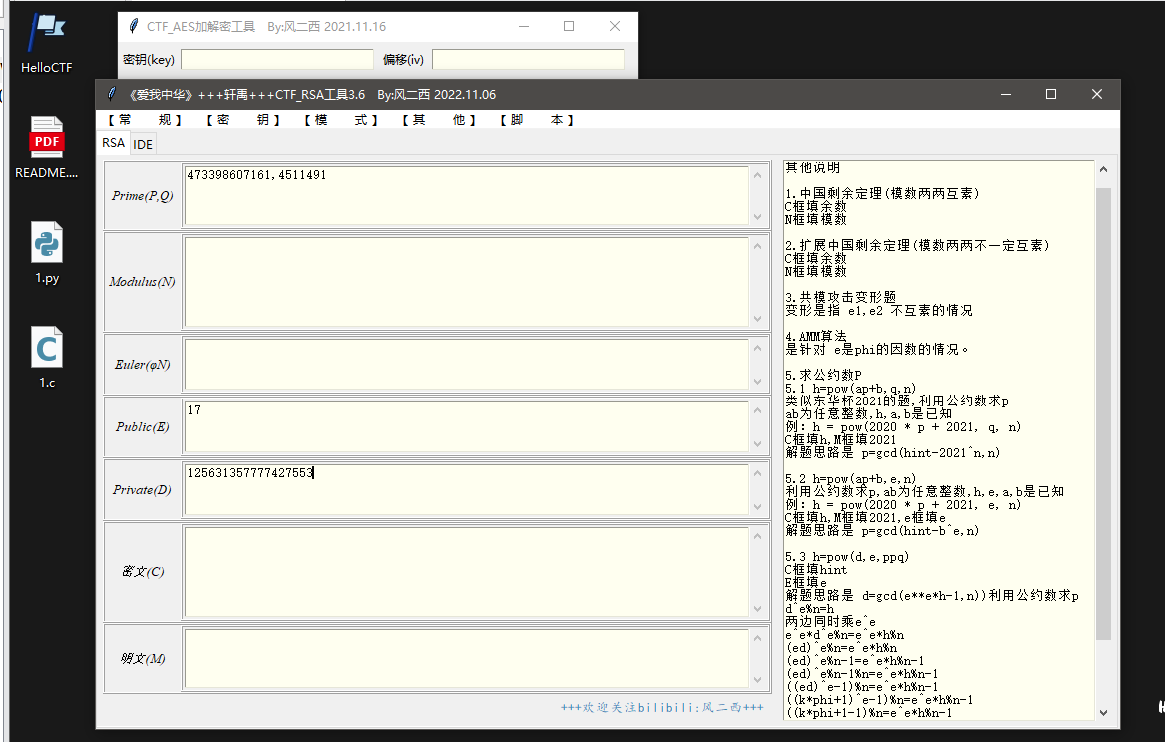 HelloCTF
README....
1.py
1.c
CTF_AES加解密工具 By:风二西 2021.11.16
密钥(key)
偏移(iv)
《爱我中华》+++轩禹+++CTF_RSA工具3.6 By:风二西 2022.11.06
【 常 规 】 【 密 钥 】 【 模 式 】 【 其 他 】 【 脚 本 】
RSA IDE
Prime(P,Q)
473398607161,4511491
Modulus(N)
Euler(φN)
Public(E)
17
Private(D)
125631357777427553
密文(C)
明文(M)
+++欢迎关注bilibili:风二西+++
其他说明
1.中国剩余定理(模数两两互素)
C框填余数
N框填模数
2.扩展中国剩余定理(模数两两不一定互素)
C框填余数
N框填模数
3.共模攻击变形题
变形是指 e1,e2 不互素的情况
4.AMM算法
是针对 e是phi的因数的情况。
5.求公约数P
5.1 h=pow(ap+b,q,n)
类似东华杯2021的题,利用公约数求p
ab为任意整数,h,a,b是已知
例: h = pow(2020 * p + 2021, q, n)
C框填h,M框填2021
解题思路是 p=gcd(hint-2021^n,n)
5.2 h=pow(ap+b,e,n)
利用公约数求p,ab为任意整数,h,e,a,b是已知
例: h = pow(2020 * p + 2021, e, n)
C框填h,M框填2021,e框填e
解题思路是 p=gcd(hint-b^e,n)
5.3 h=pow(d,e,ppq)
C框填hint
E框填e
解题思路是 d=gcd(e**e*h-1,n))利用公约数求p
d^e%n=h
两边同时乘e^e
e^e*d^e%n=e^e*h%n
(ed)^e%n=e^e*h%n
(ed)^e%n-1=e^e*h%n-1
(ed)^e%n-1%n=e^e*h%n-1
((ed)^e-1)%n=e^e*h%n-1
((k*phi+1)^e-1)%n=e^e*h%n-1
((k*phi+1-1)%n=e^e*h%n-1
PDF
C